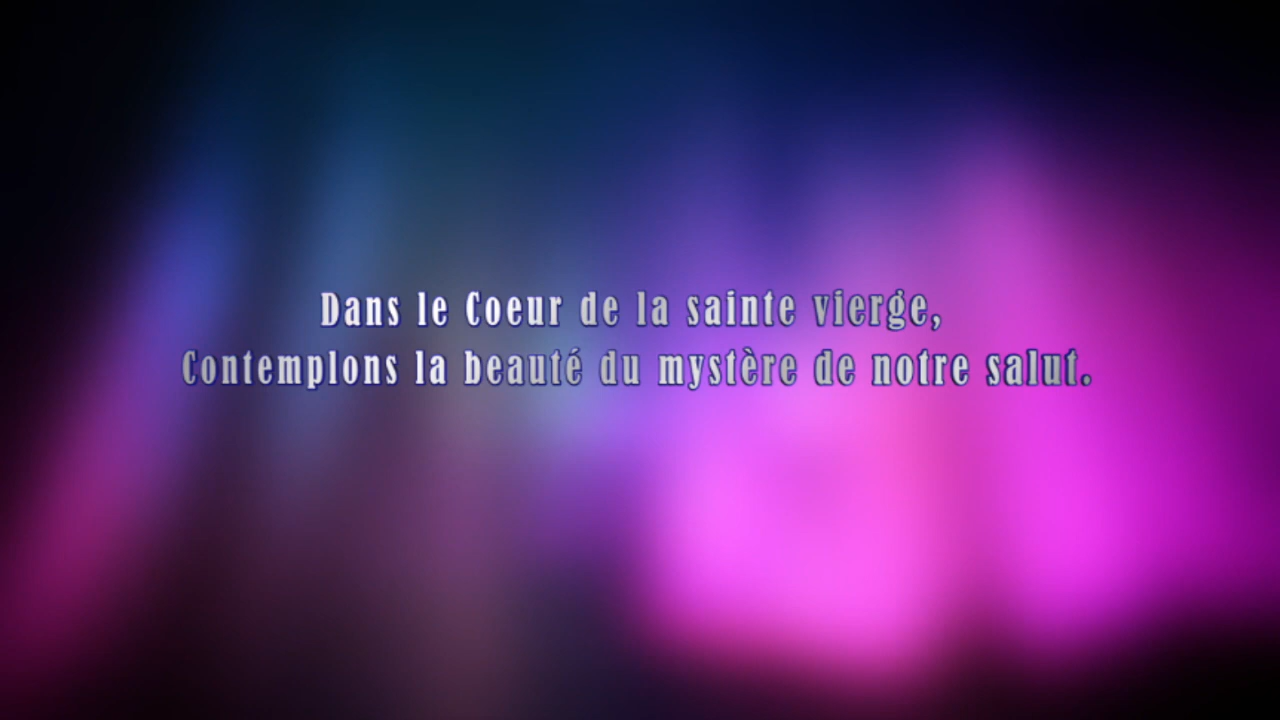 Dans le Coeur de la sainte vierge,
Contemplons la beauté du mystère de notre salut.